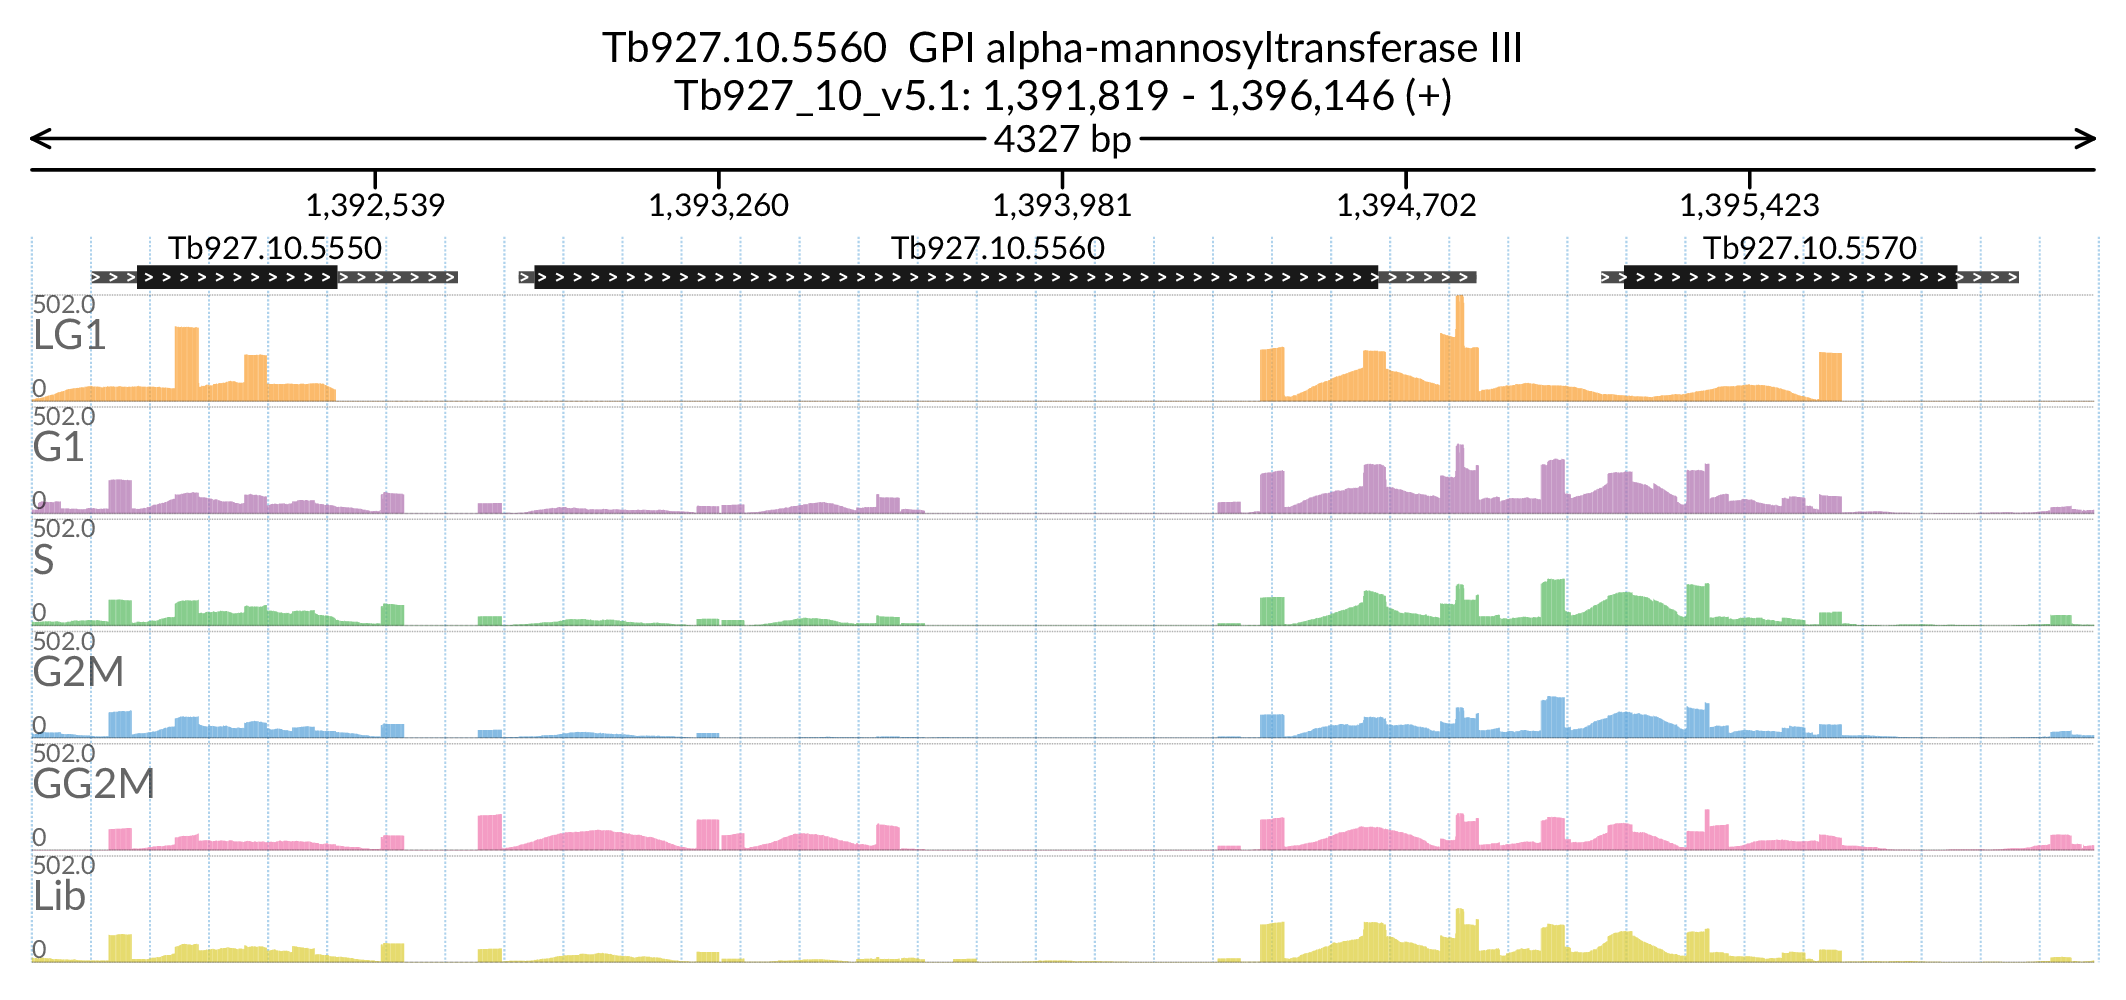 Tb927.10.5560 GPI alpha-mannosyltransferase III
Tb927_10_v5.1: 1,391,819 - 1,396,146 (+)
4327 bp
1,392,539 1,393,260 1,393,981 1,394,702 1,395,423
Tb927.10.5550 Tb927.10.5560 Tb927.10.5570
502.0
LG1
0
502.0
G1
0
502.0
S
0
502.0
G2M
0
502.0
GG2M
0
502.0
Lib
0